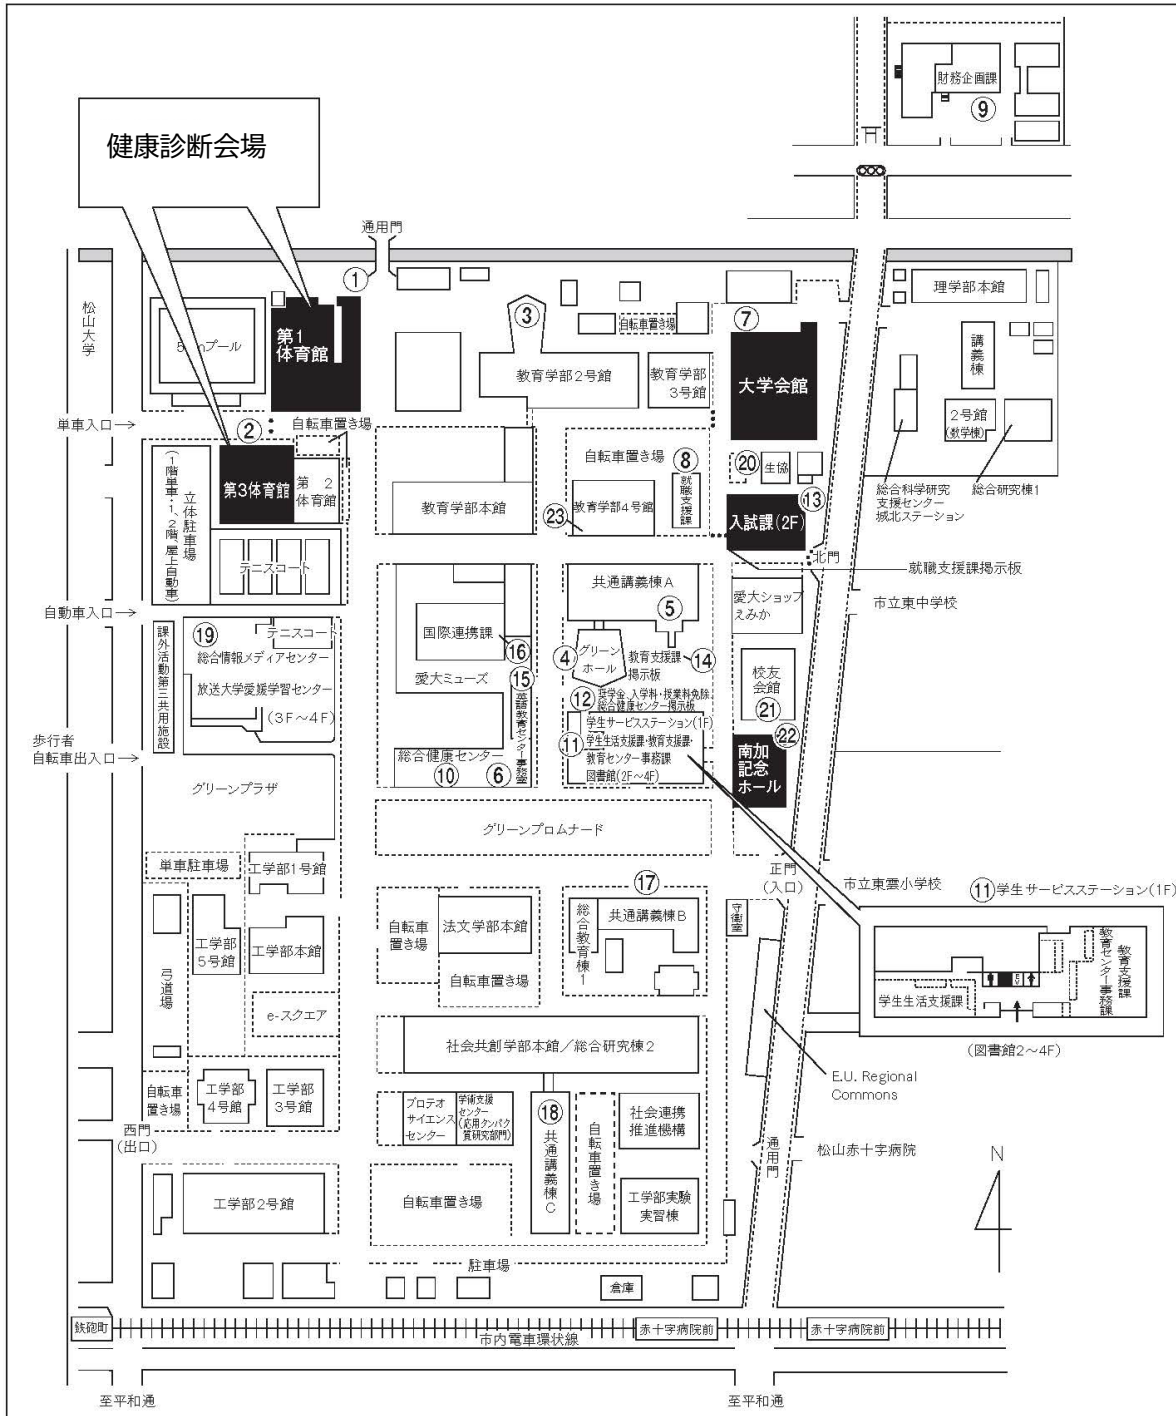 財務企画課
⑨
健康診断会場
通用門
①
松山大学
50mプール
第1
体育館
③
自転車置き場
⑦
理学部本館
教育学部2号館
教育学部
3号館
大学会館
講義棟
2号館
(数学棟)
総合科学研究
支援センター
城北ステーション
総合研究棟1
単車入口→
②
自転車置き場
第3体育館
第2
体育館
立体駐車場
(1階単車・1、2階、屋上自動車)
教育学部本館
自転車置き場
⑧
就職支援課
⑳
生協
教育学部4号館
㉓
⑬
入試課(2F)
北門
就職支援課掲示板
テニスコート
自動車入口→
共通講義棟A
⑤
愛大ショップ
えみか
市立東中学校
課外活動第三共用施設
⑲
テニスコート
総合情報メディアセンター
放送大学愛媛学習センター
(3F〜4F)
国際連携課
⑯
愛大ミューズ
⑮
英語教育センター事務室
④
グリーン
ホール
教育支援課
掲示板
⑭
⑫
奨学金、入学料・授業料免除、
総合健康センター掲示板
校友
会館
㉑
学生サービスステーション(1F)
⑪
学生生活支援課・教育支援課・
教育センター事務課
図書館(2F〜4F)
㉒
南加
記念
ホール
歩行者
自転車出入口→
総合健康センター
⑩
⑥
グリーンプラザ
グリーンプロムナード
単車駐車場
工学部1号館
正門
(入口)
市立東雲小学校
⑪学生サービスステーション(1F)
⑰
自転車
置き場
法文学部本館
総合教育棟1
共通講義棟B
守衛室
工学部
5号館
工学部本館
弓道場
自転車置き場
学生生活支援課
教育センター事務課
教育支援課
(図書館2〜4F)
e-スクエア
社会共創学部本館/総合研究棟2
E.U. Regional
Commons
自転車
置き場
工学部
4号館
工学部
3号館
プロテオ
サイエンス
センター
学術支援
センター
(応用タンパク
質研究部門)
⑱
共通講義棟C
自転車置き場
社会連携
推進機構
西門
(出口)
通用門
松山赤十字病院
N
工学部2号館
自転車置き場
工学部実験
実習棟
駐車場
倉庫
鉄砲町
市内電車環状線
赤十字病院前
赤十字病院前
至平和通
至平和通